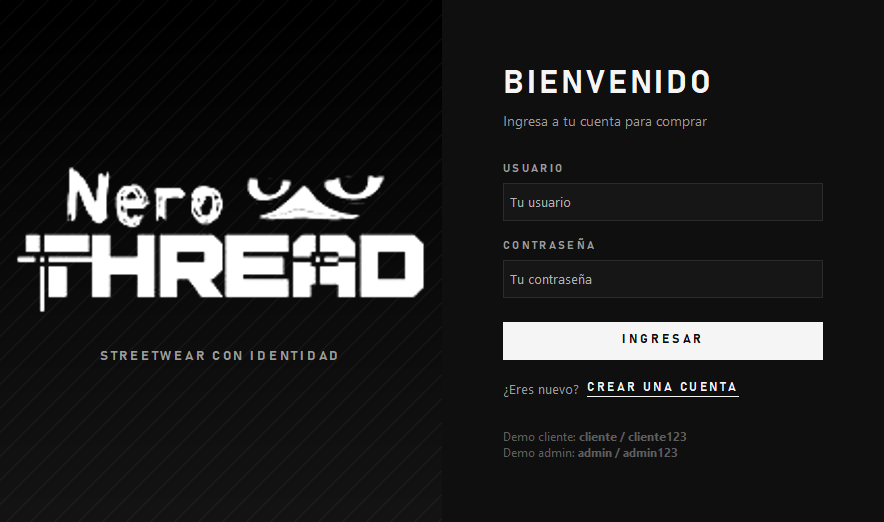 Nero
THREAD
STREETWEAR CON IDENTIDAD
BIENVENIDO
Ingresa a tu cuenta para comprar
USUARIO
Tu usuario
CONTRASEÑA
Tu contraseña
INGRESAR
¿Eres nuevo? CREAR UNA CUENTA
Demo cliente: cliente / cliente123
Demo admin: admin / admin123